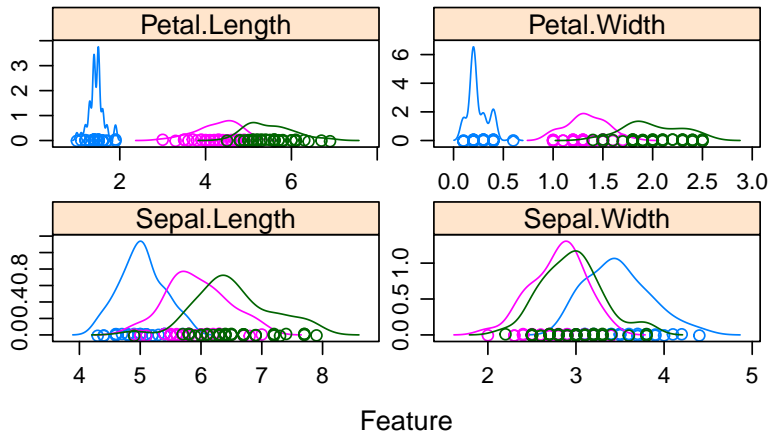 Petal.Length
Petal.Width
0 1 2 3
0 2 4 6
2 4 6
0.0 0.5 1.0 1.5 2.0 2.5 3.0
Sepal.Length
Sepal.Width
0.0 0.4 0.8
0.0 0.5 1.0
4 5 6 7 8
2 3 4 5
Feature